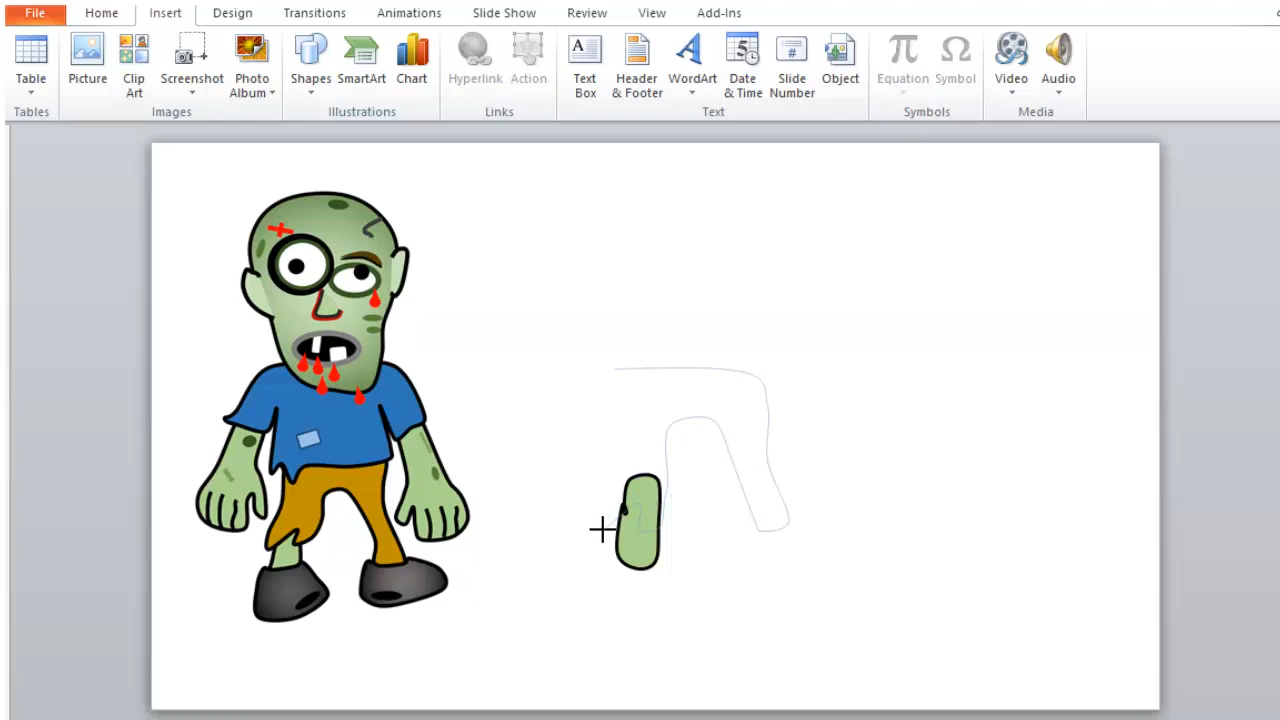 File Home Insert Design Transitions Animations Slide Show Review View Add-Ins
Table Picture Clip Art Screenshot Photo Album Shapes SmartArt Chart Hyperlink Action Text Box Header & Footer WordArt Date & Time Slide Number Object Equation Symbol Video Audio
Tables Images Illustrations Links Text Symbols Media